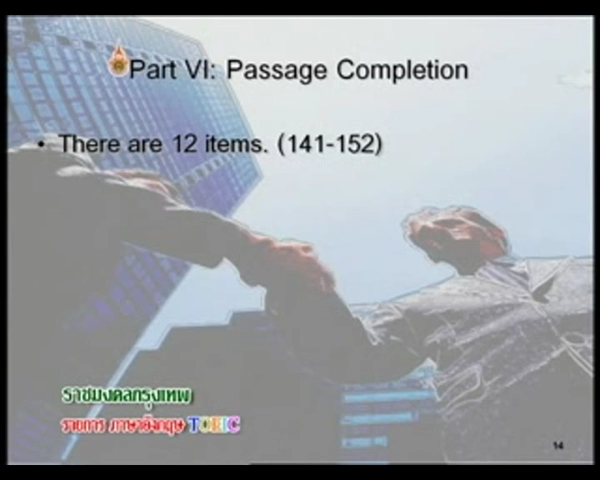 Part VI: Passage Completion
• There are 12 items. (141-152)
ราชมงคลกรุงเทพ
รายการ ภาษาอังกฤษ TOEIC
14